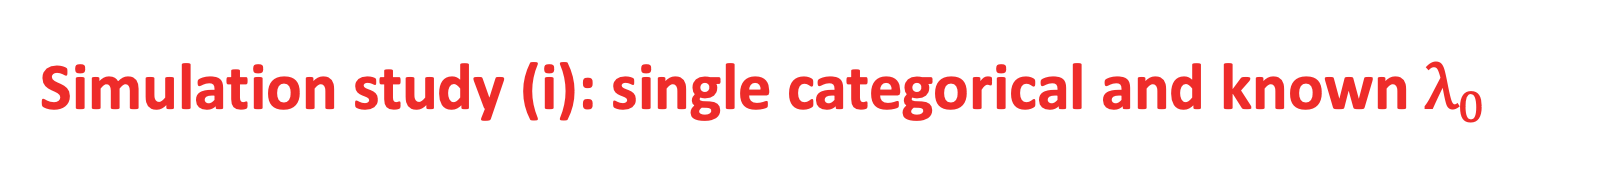 Simulation study (i): single categorical and known λ₀